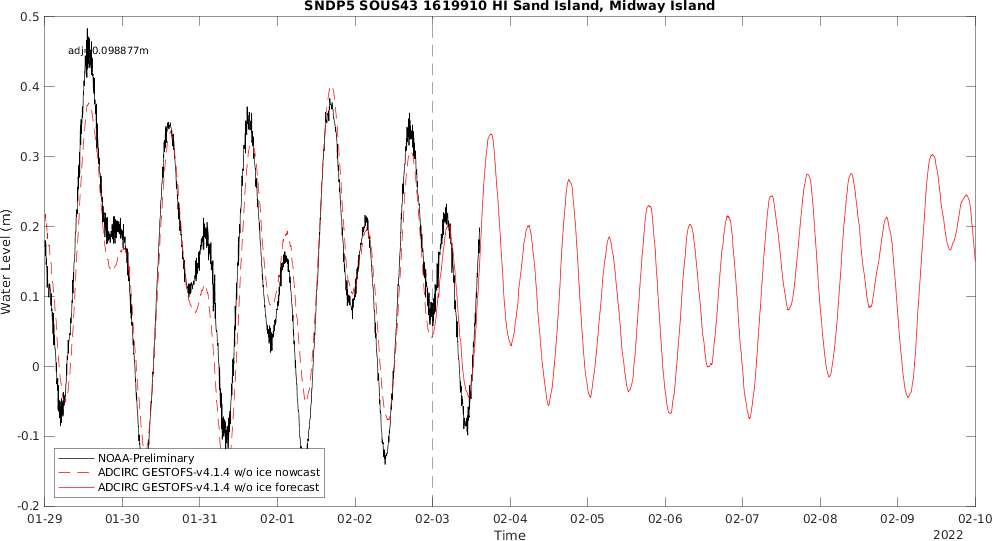 SNDP5 SOUS43 1619910 HI Sand Island, Midway Island
0.5
adj=0.098877m
0.4
0.3
0.2
0.1
0
-0.1
-0.2
Water Level (m)
NOAA-Preliminary
ADCIRC GESTOFS-v4.1.4 w/o ice nowcast
ADCIRC GESTOFS-v4.1.4 w/o ice forecast
01-29 01-30 01-31 02-01 02-02 02-03 02-04 02-05 02-06 02-07 02-08 02-09 02-10
Time
2022